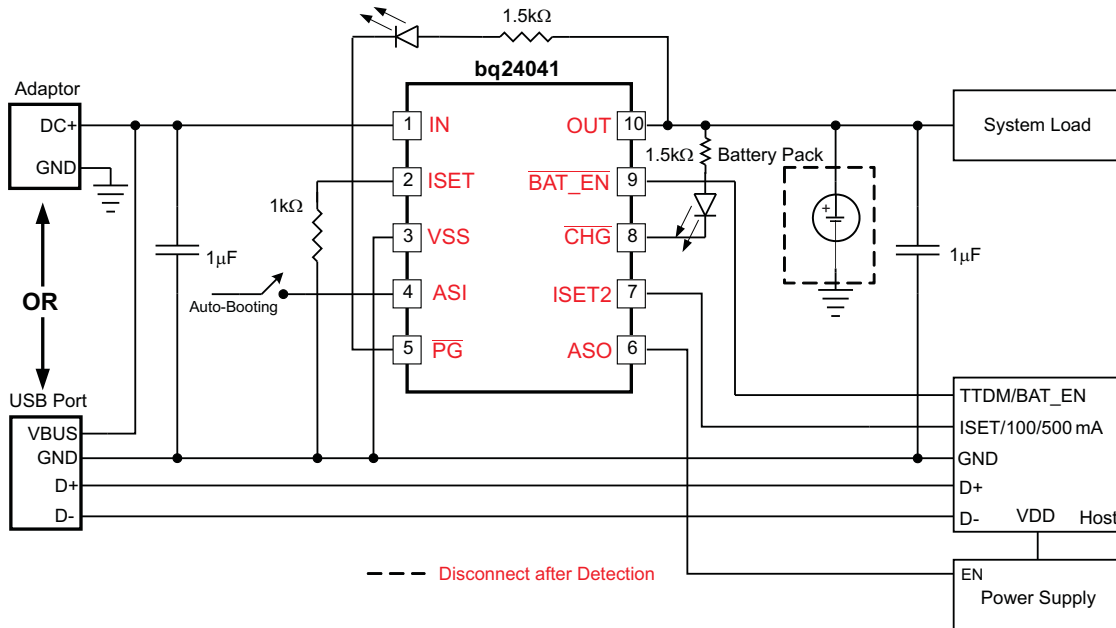 1.5kΩ
bq24041
Adaptor
DC+
GND
1 IN
OUT 10
System Load
1.5kΩ
Battery Pack
2 ISET
BAT_EN 9
1kΩ
+
3 VSS
CHG 8
1μF
1μF
OR
4 ASI
ISET2 7
Auto-Booting
5 PG
ASO 6
USB Port
TTDM/BAT_EN
VBUS
ISET/100/500 mA
GND
GND
D+
D+
D-
D-
VDD
Host
Disconnect after Detection
EN
Power Supply